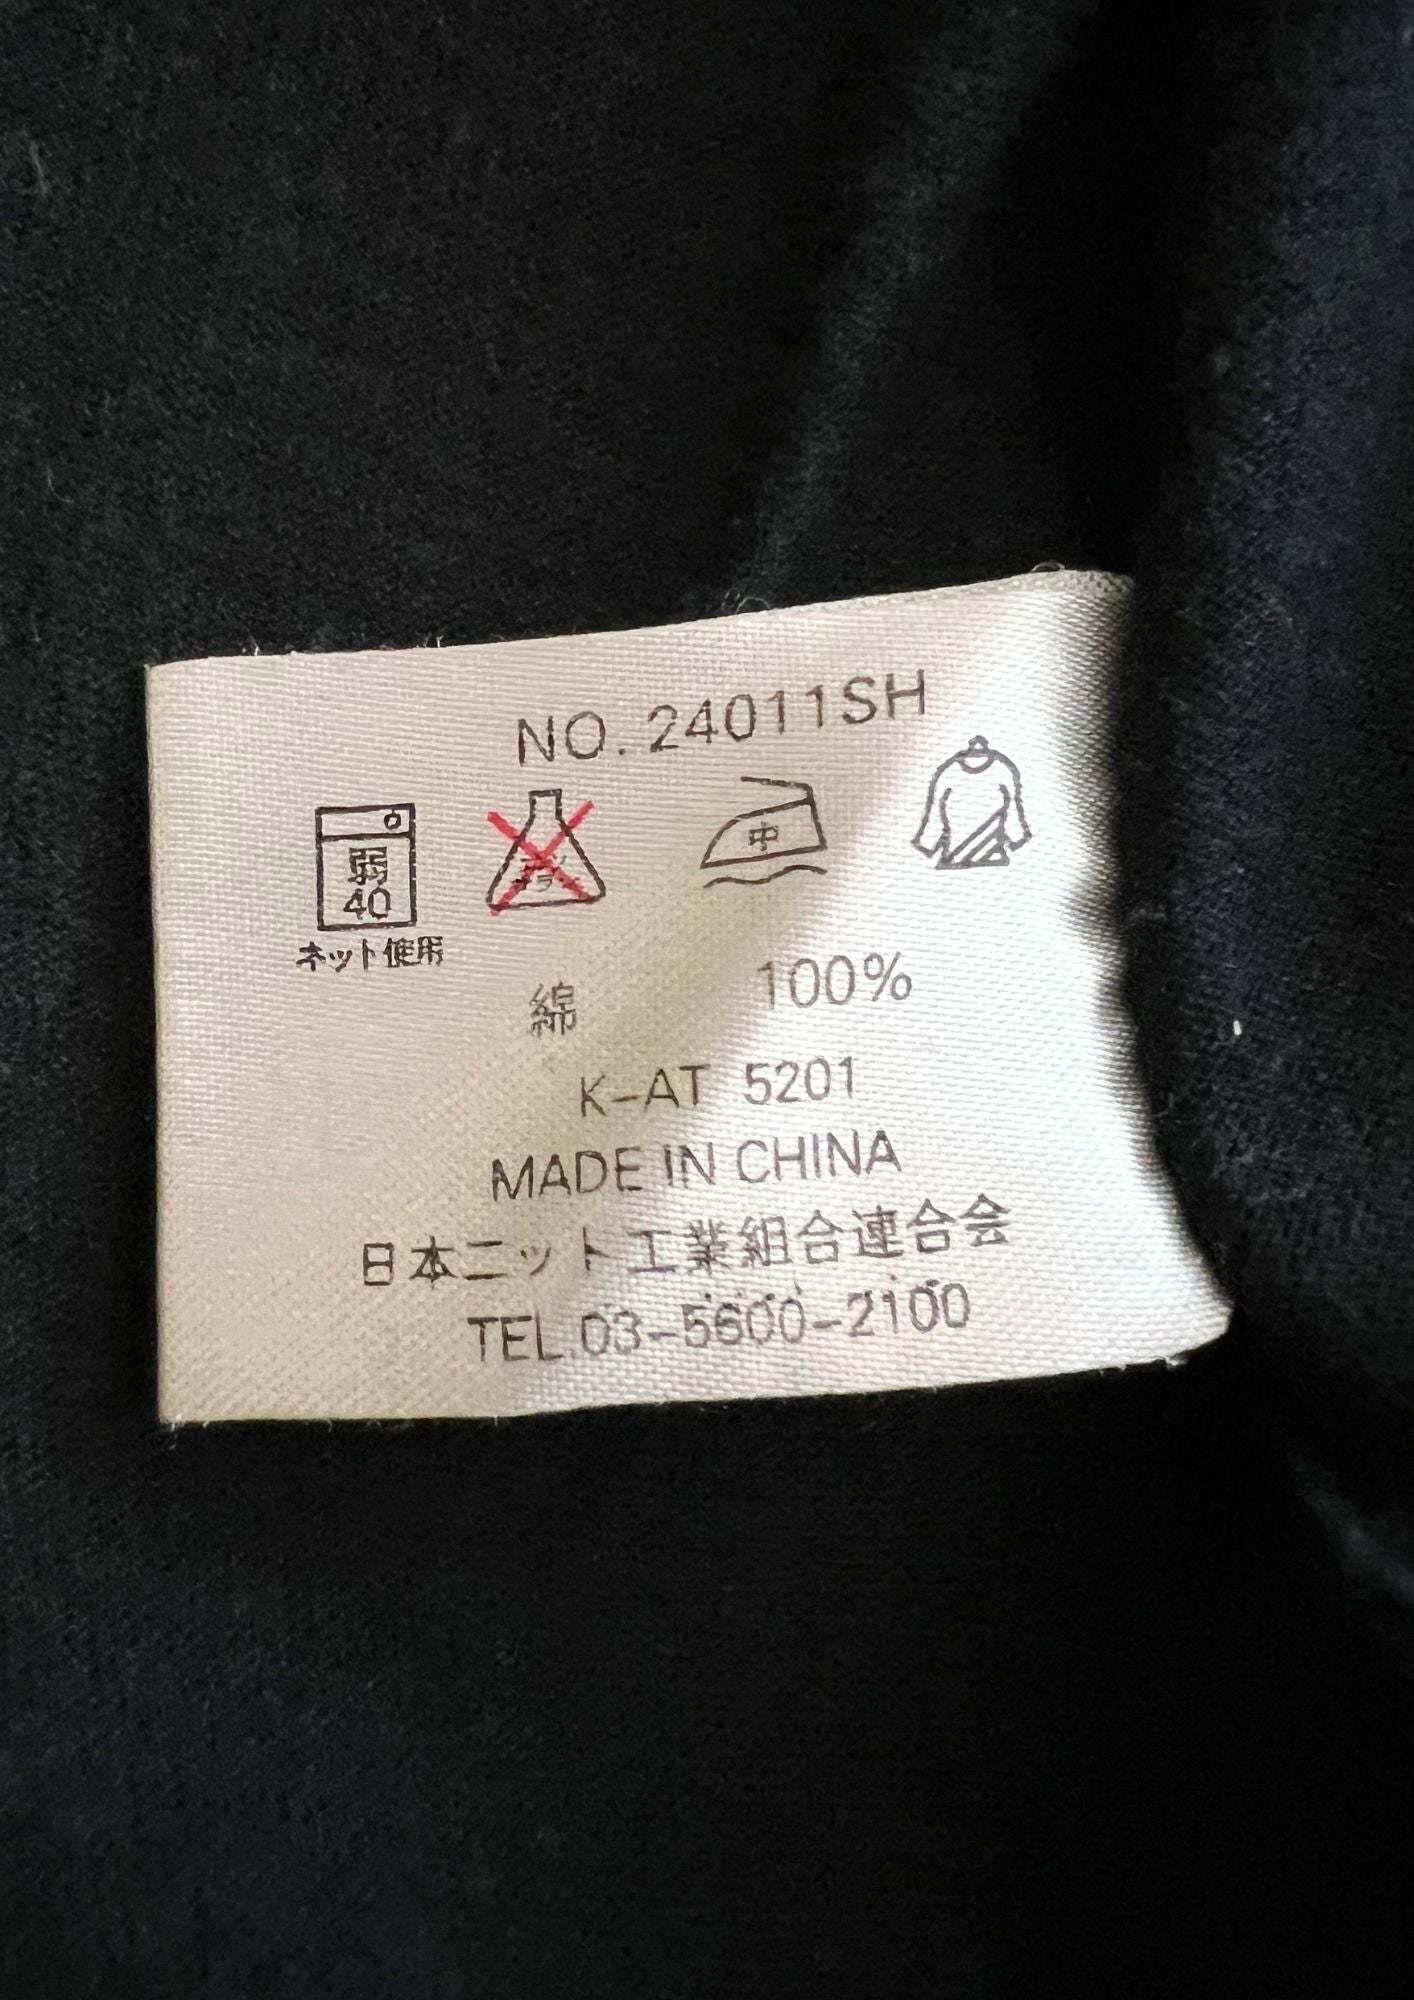 NO. 24011SH
弱
40
中
ネット使用
綿 100%
K-AT 5201
MADE IN CHINA
日本ニット工業組合連合会
TEL.03-5600-2100